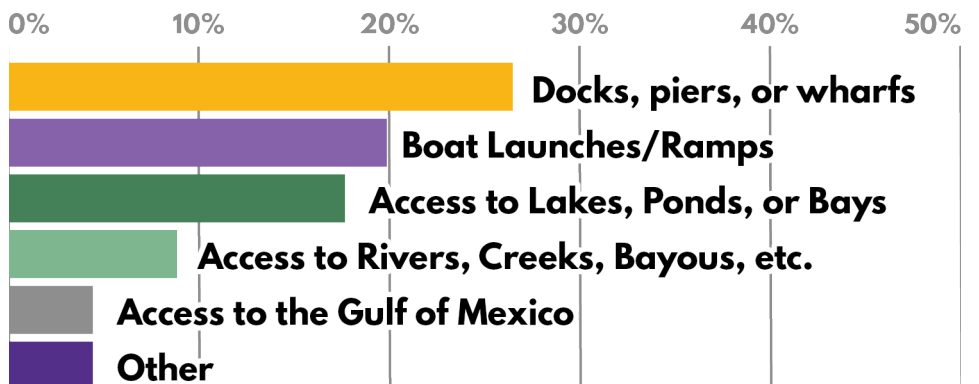 0% 10% 20% 30% 40% 50%
Docks, piers, or wharfs
Boat Launches/Ramps
Access to Lakes, Ponds, or Bays
Access to Rivers, Creeks, Bayous, etc.
Access to the Gulf of Mexico
Other